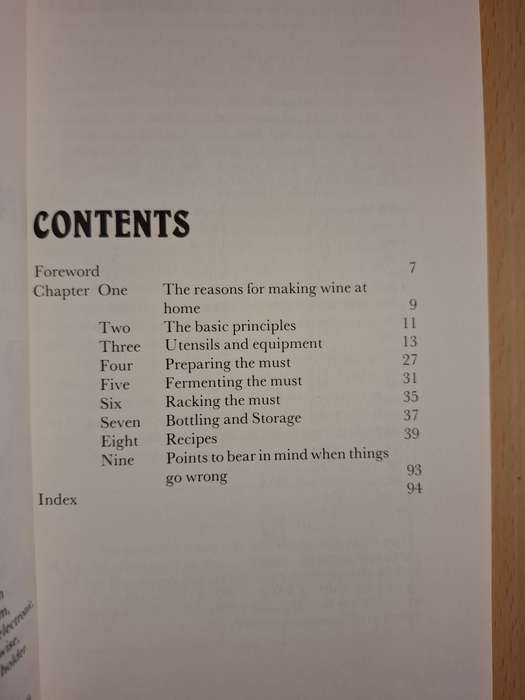 CONTENTS
Foreword 7
Chapter One The reasons for making wine at
home 9
Two The basic principles 11
Three Utensils and equipment 13
Four Preparing the must 27
Five Fermenting the must 31
Six Racking the must 35
Seven Bottling and Storage 37
Eight Recipes 39
Nine Points to bear in mind when things
go wrong 93
Index 94
electronic
wise,
holder